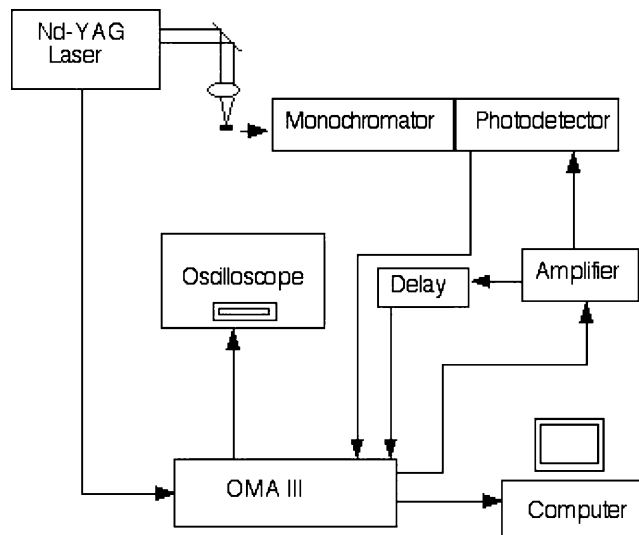 Nd-YAG
Laser
Monochromator
Photodetector
Oscilloscope
Delay
Amplifier
OMA III
Computer